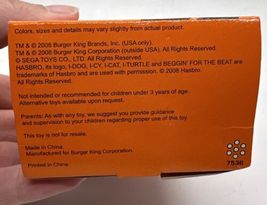 Colors, sizes, and details may vary slightly from actual product.
TM & © 2008 Burger King Brands, Inc. (USA only)
TM & © 2008 Burger King Corporation (outside USA). All Rights Reserved.
© SEGA TOYS CO., LTD. All Rights Reserved.
HASBRO, its logo, I-DOG, I-CY, I-CAT, I-TURTLE and BEGGIN' FOR THE BEAT are
trademarks of Hasbro and are used with permission. © 2008 Hasbro.
All Rights Reserved.
Not intended or recommended for children under 3 years of age.
Alternative toys available upon request.
Parents: As with any toy, we suggest you provide guidance
and supervision to your children regarding proper use of this toy.
This toy is not for resale.
Made in China.
Manufactured for Burger King Corporation.
Printed in China.
7536